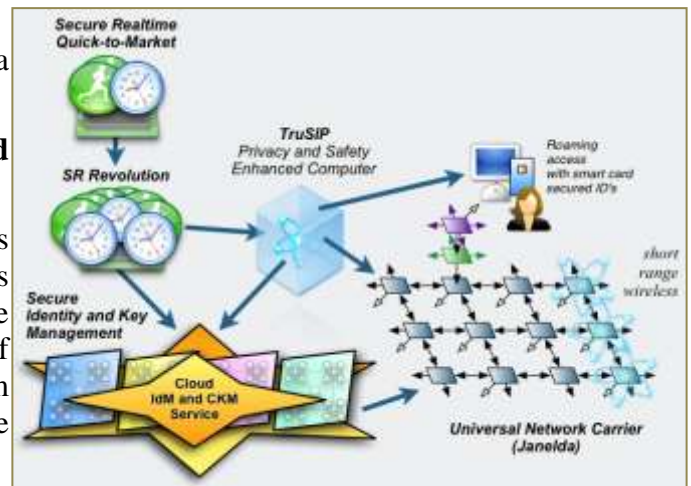 a
d
s
s
e
f
n
e
Secure Realtime
Quick-to-Market
SR Revolution
TruSIP
Privacy and Safety
Enhanced Computer
Roaming
access
with smart card
secured ID's
short
range
wireless
Secure
Identity and Key
Management
Cloud
IdM and CKM
Service
Universal Network Carrier
(Janelda)